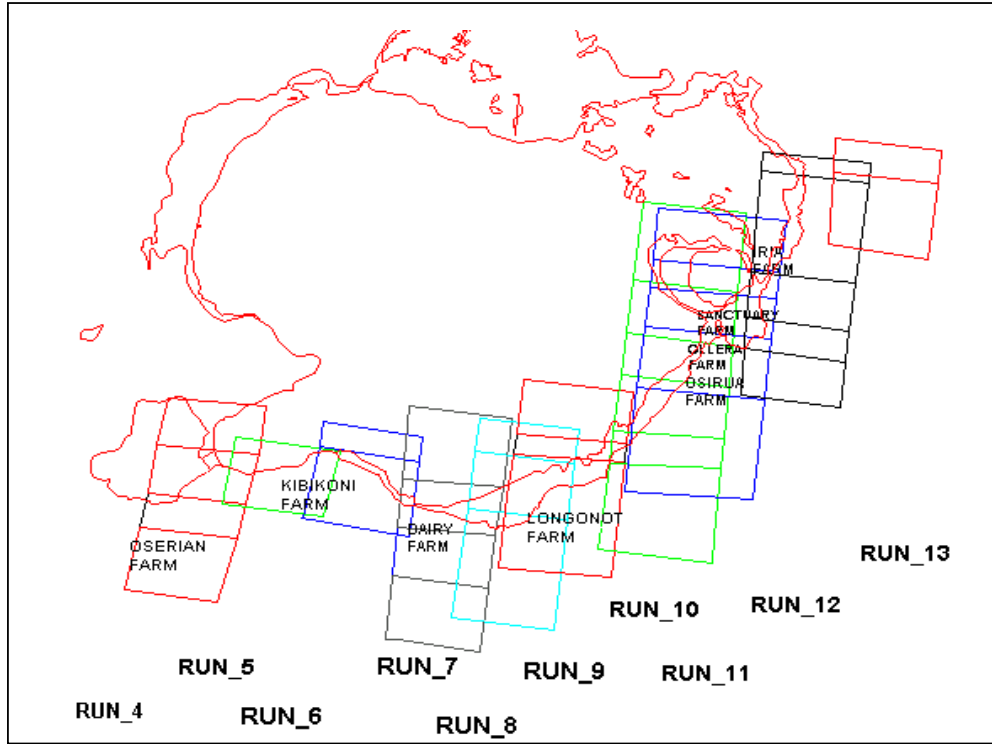 IRIA
FARM
SANCTUARY
FARM
OLLERA
FARM
OSIRUA
FARM
KIBIKONI
FARM
LONGONOT
FARM
DAIRY
FARM
OSERIAN
FARM
RUN_13
RUN_12
RUN_10
RUN_5
RUN_7
RUN_9
RUN_11
RUN_4
RUN_6
RUN_8